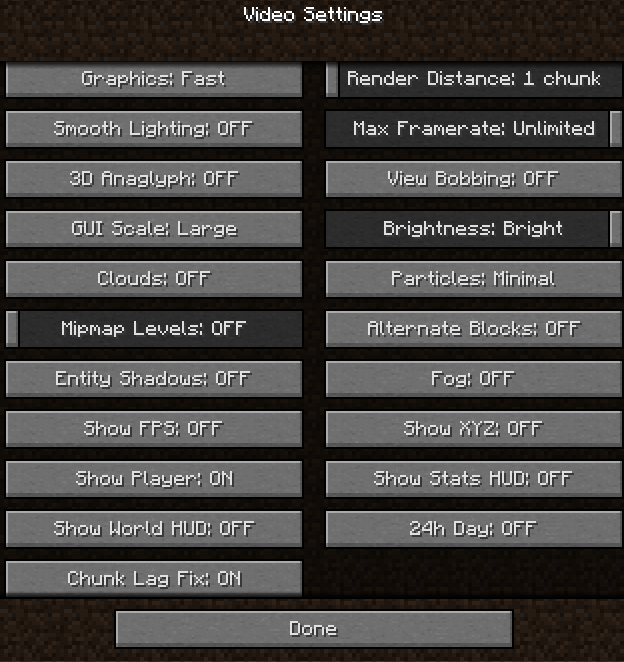 Video Settings
Graphics: Fast
Render Distance: 1 chunk
Smooth Lighting: OFF
Max Framerate: Unlimited
3D Anaglyph: OFF
View Bobbing: OFF
GUI Scale: Large
Brightness: Bright
Clouds: OFF
Particles: Minimal
Mipmap Levels: OFF
Alternate Blocks: OFF
Entity Shadows: OFF
Fog: OFF
Show FPS: OFF
Show XYZ: OFF
Show Player: ON
Show Stats HUD: OFF
Show World HUD: OFF
24h Day: OFF
Chunk Lag Fix: ON
Done